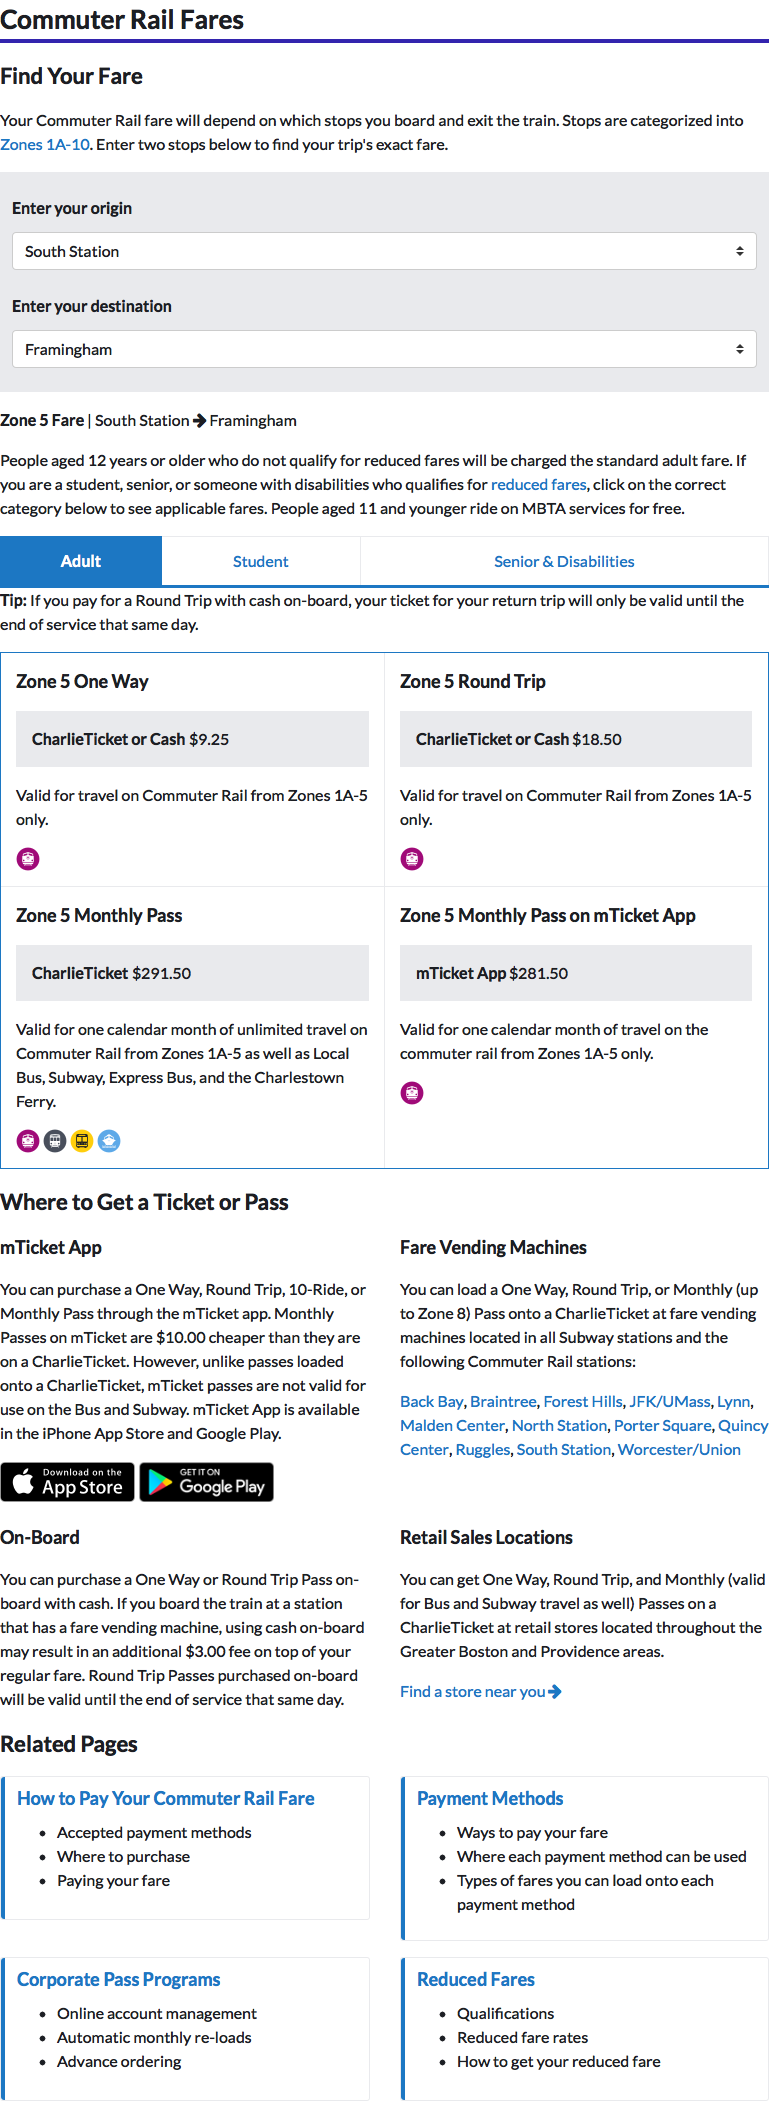 Commuter Rail Fares
Find Your Fare
Your Commuter Rail fare will depend on which stops you board and exit the train. Stops are categorized into
Zones 1A-10. Enter two stops below to find your trip's exact fare.
Enter your origin
South Station
Enter your destination
Framingham
Zone 5 Fare | South Station → Framingham
People aged 12 years or older who do not qualify for reduced fares will be charged the standard adult fare. If
you are a student, senior, or someone with disabilities who qualifies for reduced fares, click on the correct
category below to see applicable fares. People aged 11 and younger ride on MBTA services for free.
Adult
Student
Senior & Disabilities
Tip: If you pay for a Round Trip with cash on-board, your ticket for your return trip will only be valid until the
end of service that same day.
Zone 5 One Way
CharlieTicket or Cash $9.25
Valid for travel on Commuter Rail from Zones 1A-5
only.
Zone 5 Round Trip
CharlieTicket or Cash $18.50
Valid for travel on Commuter Rail from Zones 1A-5
only.
Zone 5 Monthly Pass
CharlieTicket $291.50
Valid for one calendar month of unlimited travel on
Commuter Rail from Zones 1A-5 as well as Local
Bus, Subway, Express Bus, and the Charlestown
Ferry.
Zone 5 Monthly Pass on mTicket App
mTicket App $281.50
Valid for one calendar month of travel on the
commuter rail from Zones 1A-5 only.
Where to Get a Ticket or Pass
mTicket App
You can purchase a One Way, Round Trip, 10-Ride, or
Monthly Pass through the mTicket app. Monthly
Passes on mTicket are $10.00 cheaper than they are
on a CharlieTicket. However, unlike passes loaded
onto a CharlieTicket, mTicket passes are not valid for
use on the Bus and Subway. mTicket App is available
in the iPhone App Store and Google Play.
Download on the
App Store
GET IT ON
Google Play
Fare Vending Machines
You can load a One Way, Round Trip, or Monthly (up
to Zone 8) Pass onto a CharlieTicket at fare vending
machines located in all Subway stations and the
following Commuter Rail stations:
Back Bay, Braintree, Forest Hills, JFK/UMass, Lynn,
Malden Center, North Station, Porter Square, Quincy
Center, Ruggles, South Station, Worcester/Union
On-Board
You can purchase a One Way or Round Trip Pass on-
board with cash. If you board the train at a station
that has a fare vending machine, using cash on-board
may result in an additional $3.00 fee on top of your
regular fare. Round Trip Passes purchased on-board
will be valid until the end of service that same day.
Retail Sales Locations
You can get One Way, Round Trip, and Monthly (valid
for Bus and Subway travel as well) Passes on a
CharlieTicket at retail stores located throughout the
Greater Boston and Providence areas.
Find a store near you →
Related Pages
How to Pay Your Commuter Rail Fare
• Accepted payment methods
• Where to purchase
• Paying your fare
Payment Methods
• Ways to pay your fare
• Where each payment method can be used
• Types of fares you can load onto each
payment method
Corporate Pass Programs
• Online account management
• Automatic monthly re-loads
• Advance ordering
Reduced Fares
• Qualifications
• Reduced fare rates
• How to get your reduced fare